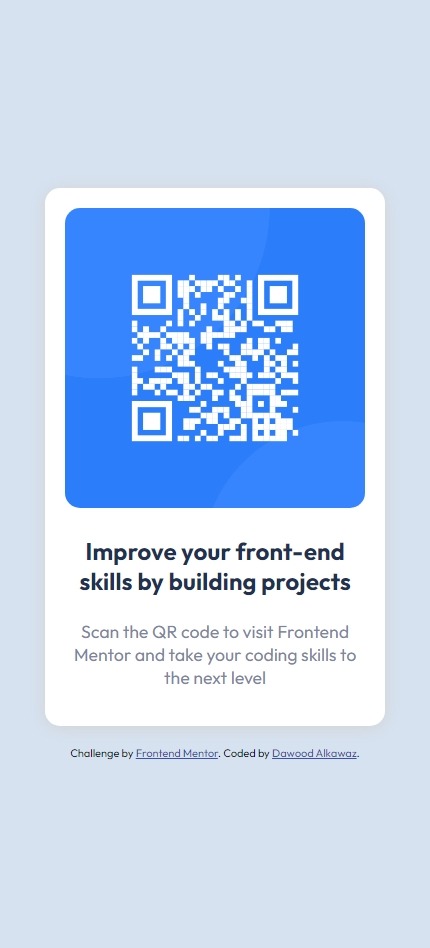 Improve your front-end
skills by building projects
Scan the QR code to visit Frontend
Mentor and take your coding skills to
the next level
Challenge by Frontend Mentor. Coded by Dawood Alkawaz.